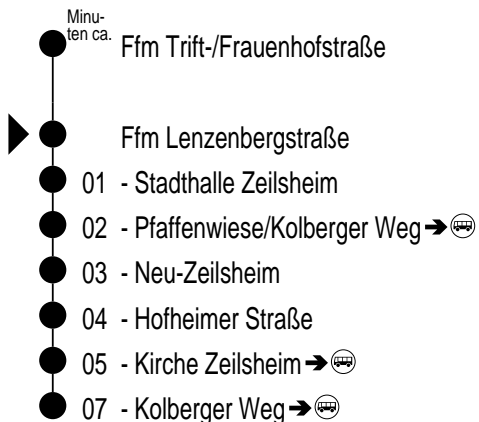 Minu-
ten ca.
Ffm Trift-/Frauenhofstraße
Ffm Lenzenbergstraße
01 - Stadthalle Zeilsheim
02 - Pfaffenwiese/Kolberger Weg ➔
03 - Neu-Zeilsheim
04 - Hofheimer Straße
05 - Kirche Zeilsheim ➔
07 - Kolberger Weg ➔